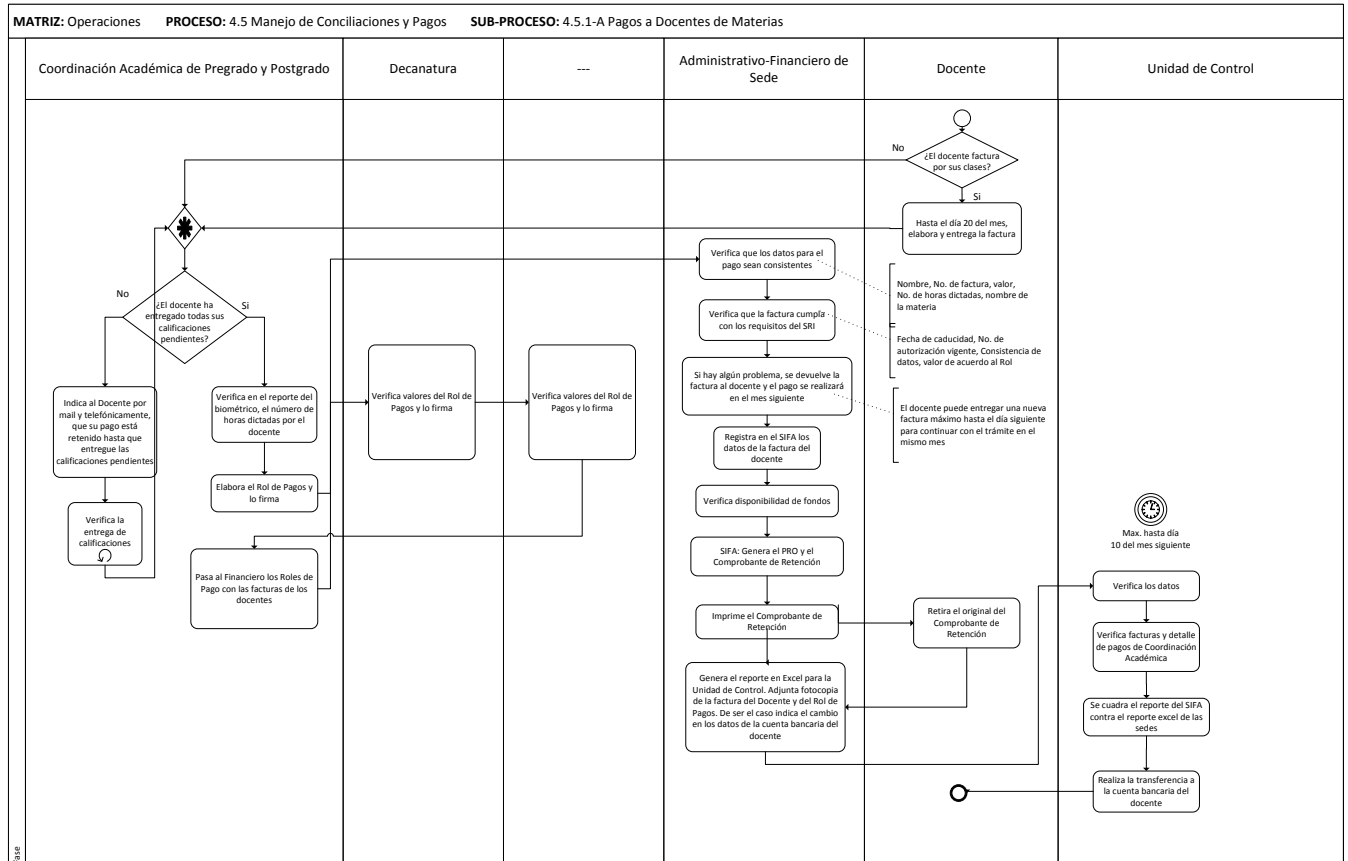 MATRIZ: Operaciones PROCESO: 4.5 Manejo de Conciliaciones y Pagos SUB-PROCESO: 4.5.1-A Pagos a Docentes de Materias
Coordinación Académica de Pregrado y Postgrado
Decanatura
---
Administrativo-Financiero de
Sede
Docente
Unidad de Control
¿El docente factura
por sus clases?
No
Si
Hasta el día 20 del mes,
elabora y entrega la factura
¿El docente ha
entregado todas sus
calificaciones
pendientes?
No
Si
Indica al Docente por
mail y telefónicamente,
que su pago está
retenido hasta que
entregue las
calificaciones pendientes
Verifica la
entrega de
calificaciones
Verifica en el reporte del
biométrico, el número de
horas dictadas por el
docente
Elabora el Rol de Pagos y
lo firma
Pasa al Financiero los Roles de
Pago con las facturas de los
docentes
Verifica valores del Rol de
Pagos y lo firma
Verifica valores del Rol de
Pagos y lo firma
Verifica que los datos para el
pago sean consistentes
Verifica que la factura cumpla
con los requisitos del SRI
Si hay algún problema, se devuelve la
factura al docente y el pago se realizará
en el mes siguiente
Registra en el SIFA los
datos de la factura del
docente
Verifica disponibilidad de fondos
SIFA: Genera el PRO y el
Comprobante de Retención
Imprime el Comprobante de
Retención
Genera el reporte en Excel para la
Unidad de Control. Adjunta fotocopia
de la factura del Docente y del Rol de
Pagos. De ser el caso indica el cambio
en los datos de la cuenta bancaria del
docente
Nombre, No. de factura, valor,
No. de horas dictadas, nombre de
la materia
Fecha de caducidad, No. de
autorización vigente, Consistencia de
datos, valor de acuerdo al Rol
El docente puede entregar una nueva
factura máximo hasta el día siguiente
para continuar con el trámite en el
mismo mes
Retira el original del
Comprobante de
Retención
Max. hasta día
10 del mes siguiente
Verifica los datos
Verifica facturas y detalle
de pagos de Coordinación
Académica
Se cuadra el reporte del SIFA
contra el reporte excel de las
sedes
Realiza la transferencia a
la cuenta bancaria del
docente